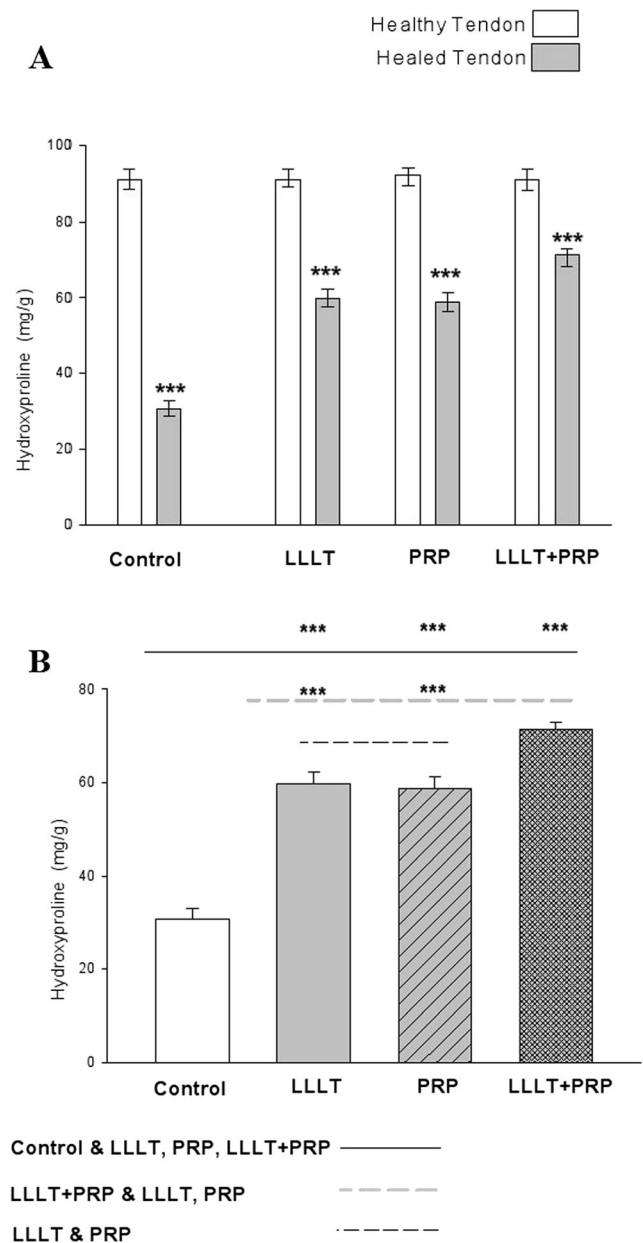 Healthy Tendon
A
Healed Tendon
100
80
60
40
20
0
Hydroxyproline (mg/g)
***
***
***
***
Control LLLT PRP LLLT+PRP
*** *** ***
B
*** ***
80
60
40
20
0
Hydroxyproline (mg/g)
Control LLLT PRP LLLT+PRP
Control & LLLT, PRP, LLLT+PRP
LLLT+PRP & LLLT, PRP
LLLT & PRP